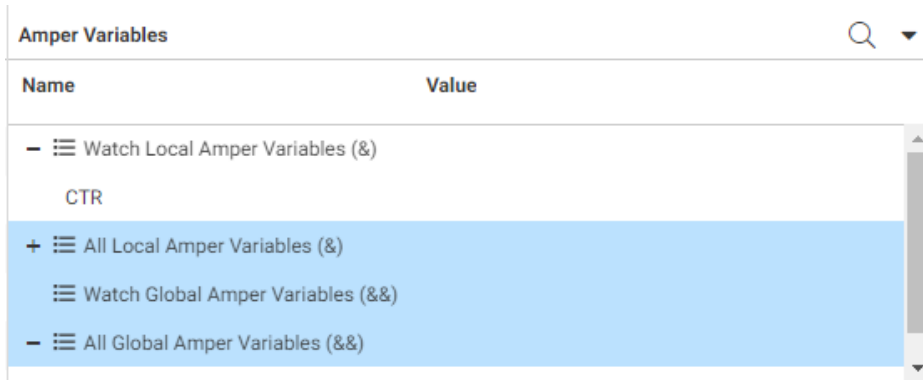 Amper Variables
Name Value
Watch Local Amper Variables (&)
CTR
All Local Amper Variables (&)
Watch Global Amper Variables (&&)
All Global Amper Variables (&&)